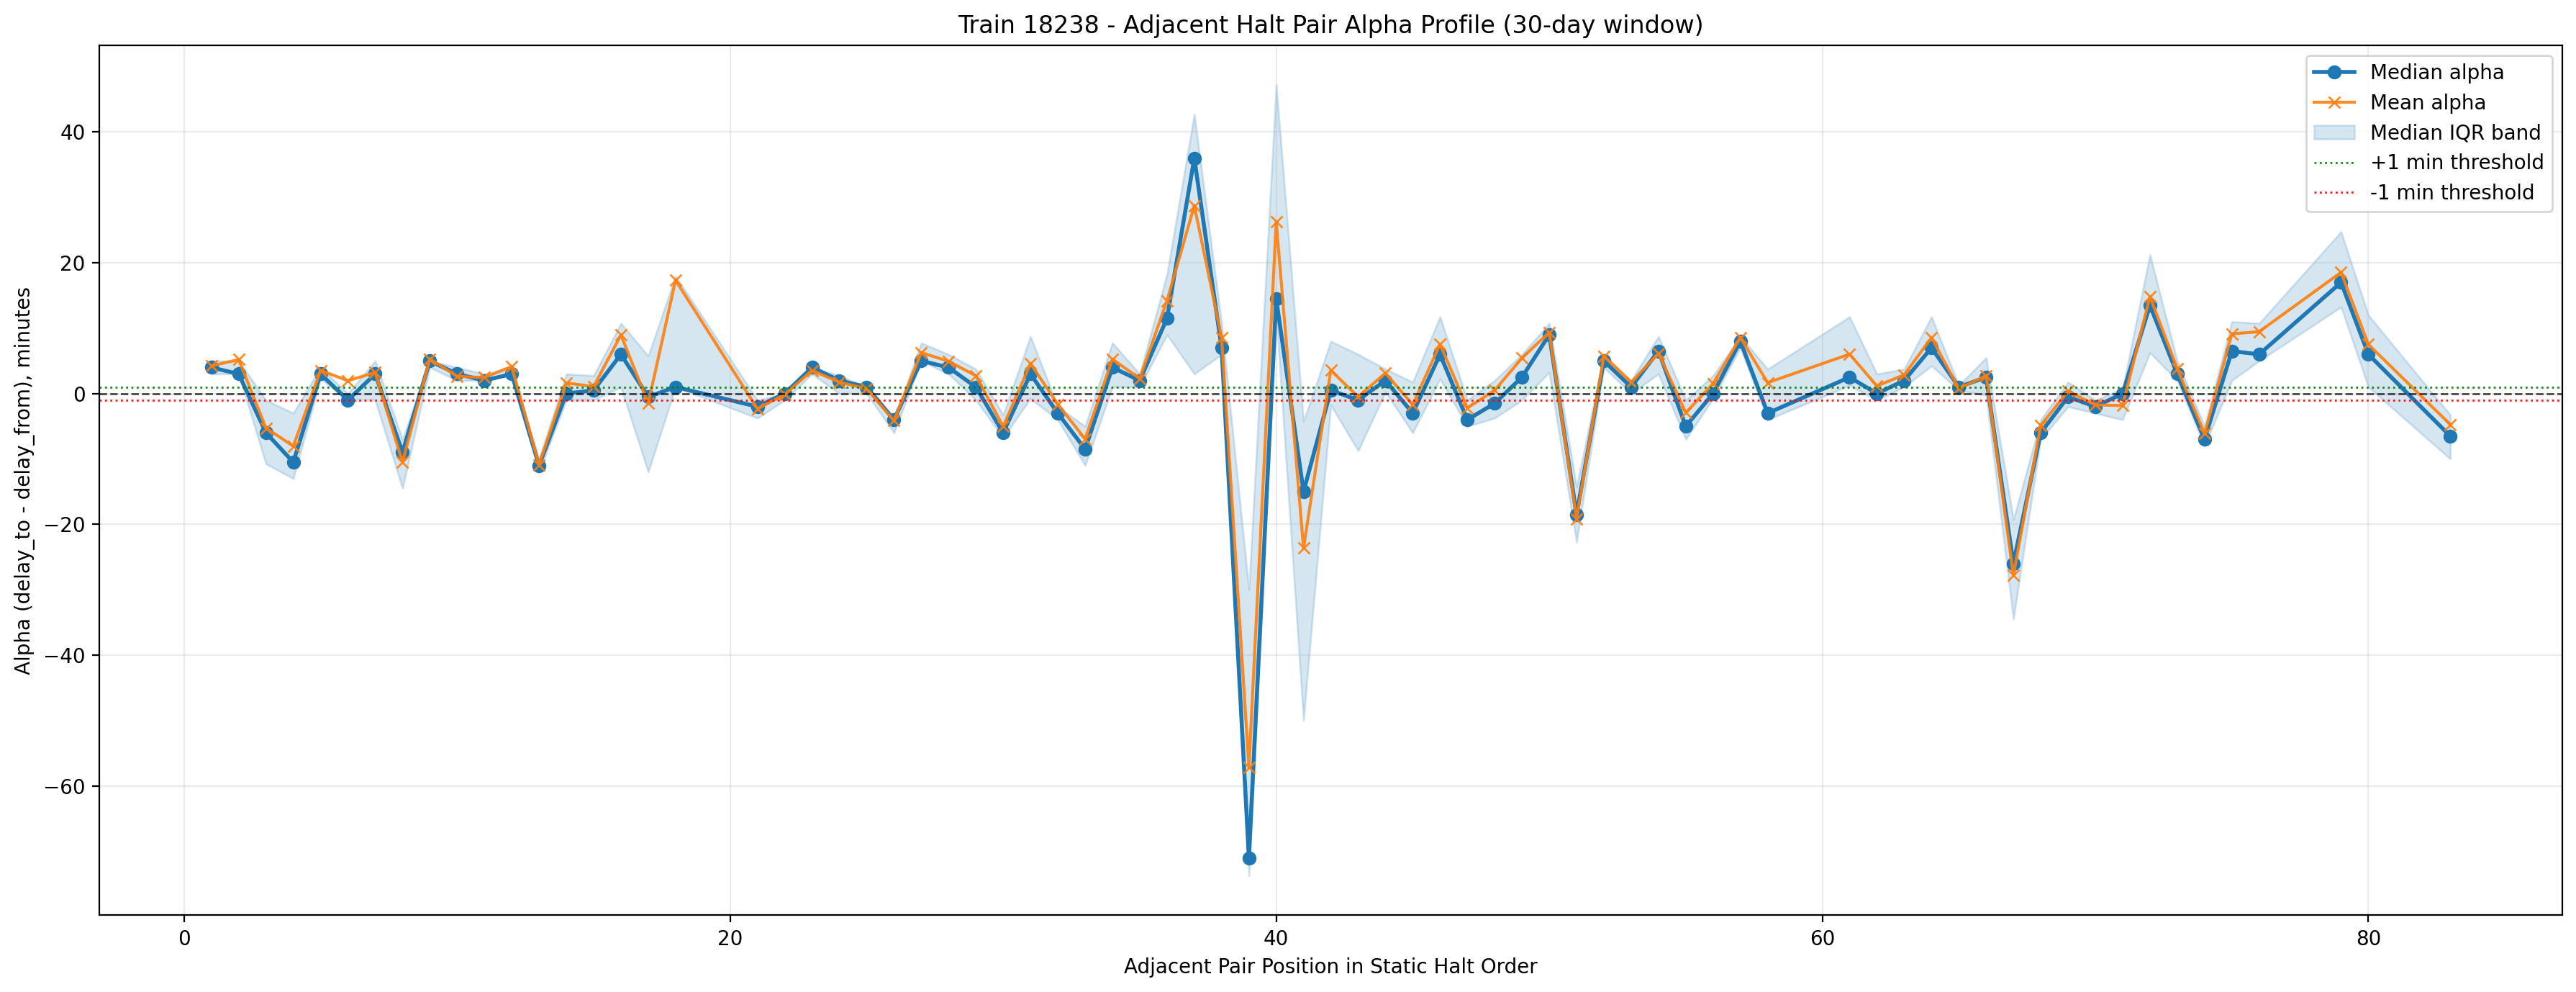 Train 18238 - Adjacent Halt Pair Alpha Profile (30-day window)
Median alpha
Mean alpha
Median IQR band
+1 min threshold
-1 min threshold
Alpha (delay_to - delay_from), minutes
40
20
0
−20
−40
−60
0
20
40
60
80
Adjacent Pair Position in Static Halt Order